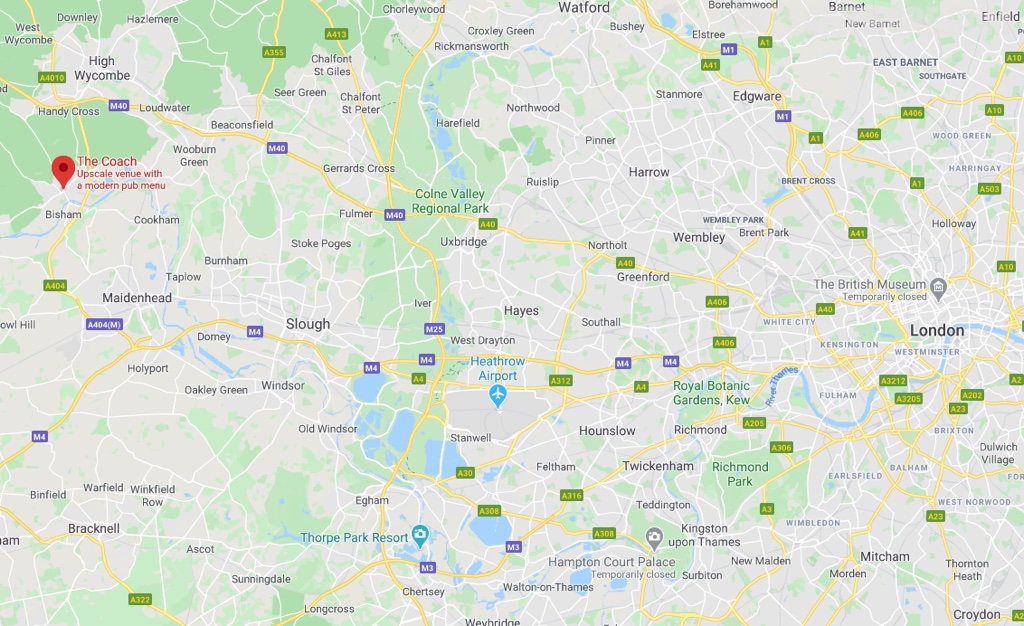 Chorleywood
Watford
Borehamwood
Barnet
Downley
Hazlemere
A413
Bushey
New Barnet
Enfield
West
Wycombe
Croxley Green
Elstree
A1
A355
Rickmansworth
M1
A10
High
Wycombe
Chalfont
St Giles
A41
EAST BARNET
SOUTHGATE
A4010
Seer Green
Chalfont
St Peter
Stanmore
Edgware
M40
Loudwater
Northwood
A406
A10
Handy Cross
Beaconsfield
Harefield
M1
Pinner
A1
A406
WOOD GREEN
M40
Wooburn
Green
The Coach
Upscale venue with
a modern pub menu
Gerrards Cross
Harrow
HARRINGAY
Ruislip
BRENT CROSS
A1
A503
Colne Valley
Regional Park
Bisham
Cookham
Fulmer
M40
A40
WEMBLEY PARK
Holloway
Stoke Poges
Uxbridge
Northolt
Wembley
Brent Park
A41
Burnham
A40
A10
Taplow
Greenford
A404
The British Museum
Temporarily closed
Maidenhead
Iver
Hayes
A406
A40
A404(M)
Slough
Southall
WHITE CITY
owl Hill
M4
M25
London
Dorney
West Drayton
A406
KENSINGTON
WESTMINSTER
Holyport
M4
M4
Heathrow
Airport
M4
M4
River Thames
Oakley Green
Windsor
A4
A312
A4
Royal Botanic
Gardens, Kew
A3212
A2
FULHAM
A3205
A202
A23
Old Windsor
Hounslow
Richmond
A205
BRIXTON
M4
Stanwell
A306
Dulwich
Village
Feltham
Twickenham
Richmond
Park
BALHAM
A30
EARLSFIELD
Binfield
Warfield
Winkfield
Row
Egham
A316
Teddington
FOR
WEST NORWOOD
A308
A3
A23
Bracknell
WIMBLEDON
am
Thorpe Park Resort
A308
Kingston
upon Thames
Ascot
M3
Hampton Court Palace
Temporarily closed
New Malden
Mitcham
M3
Surbiton
Morden
Thornton
Heath
Sunningdale
Walton-on-Thames
Chertsey
A322
Longcross
Croydon
Weybridge